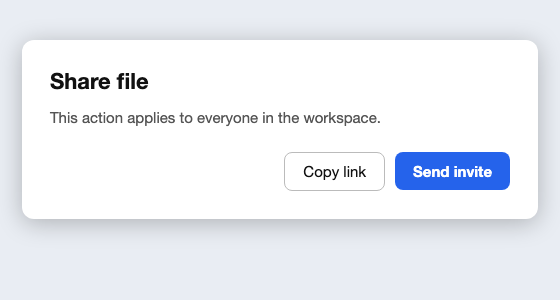 Share file
This action applies to everyone in the workspace.
Copy link
Send invite